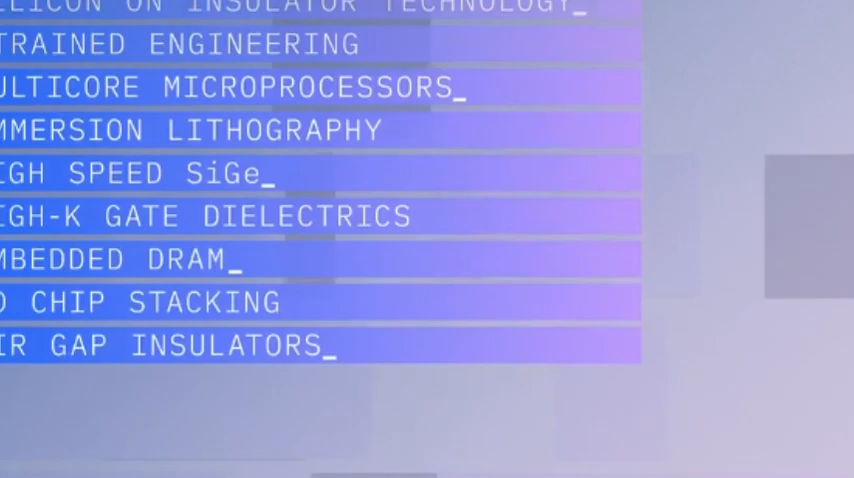 ILICON ON INSULATOR TECHNOLOGY_
TRAINED ENGINEERING
ULTICORE MICROPROCESSORS_
MMERSION LITHOGRAPHY
IGH SPEED SiGe_
IGH-K GATE DIELECTRICS
MBEDDED DRAM_
D CHIP STACKING
IR GAP INSULATORS_